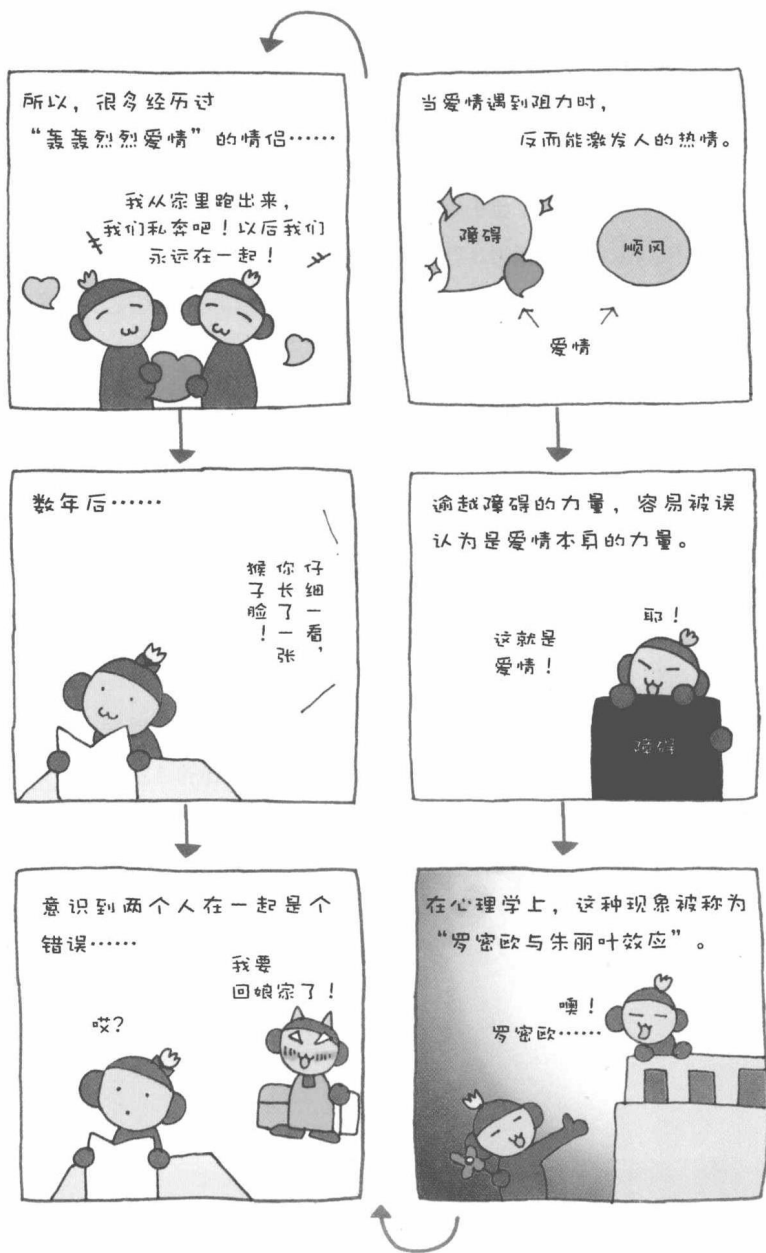 当爱情遇到阻力时，
反而能激发人的热情。
障碍
顺风
爱情
逾越障碍的力量，容易被误
认为是爱情本身的力量。
耶！
这就是
爱情！
障碍
在心理学上，这种现象被称为
“罗密欧与朱丽叶效应”。
噢！
罗密欧……
所以，很多经历过
“轰轰烈烈爱情”的情侣……
我从家里跑出来，
我们私奔吧！以后我们
永远在一起！
数年后……
仔细一看，
你长了一张
猴子脸！
意识到两个人在一起是个
错误……
我要
回娘家了！
哎？